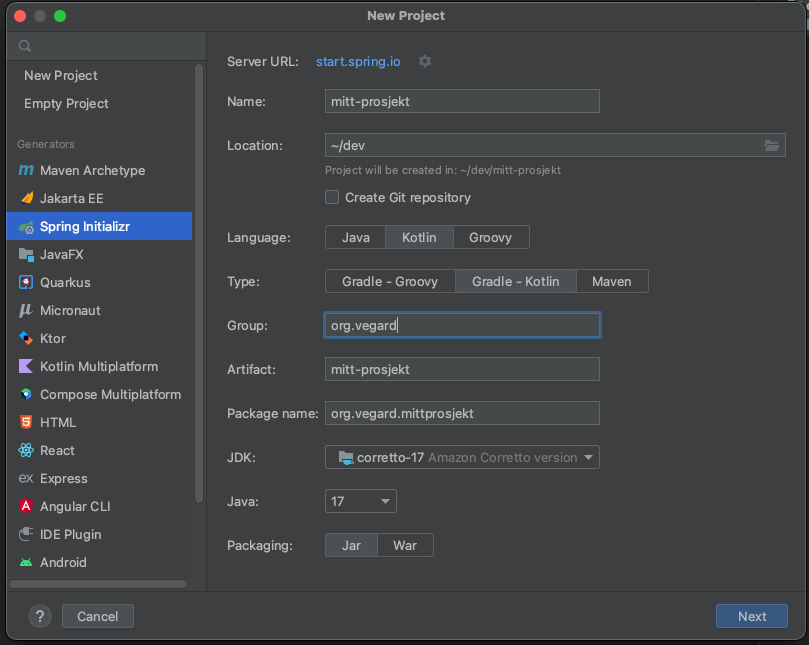 New Project
New Project
Empty Project
Generators
Maven Archetype
Jakarta EE
Spring Initializr
JavaFX
Quarkus
Micronaut
Ktor
Kotlin Multiplatform
Compose Multiplatform
HTML
React
Express
Angular CLI
IDE Plugin
Android
Server URL: start.spring.io
Name: mitt-prosjekt
Location: ~/dev
Project will be created in: ~/dev/mitt-prosjekt
Create Git repository
Language: Java Kotlin Groovy
Type: Gradle - Groovy Gradle - Kotlin Maven
Group: org.vegard
Artifact: mitt-prosjekt
Package name: org.vegard.mittprosjekt
JDK: corretto-17 Amazon Corretto version
Java: 17
Packaging: Jar War
? Cancel Next